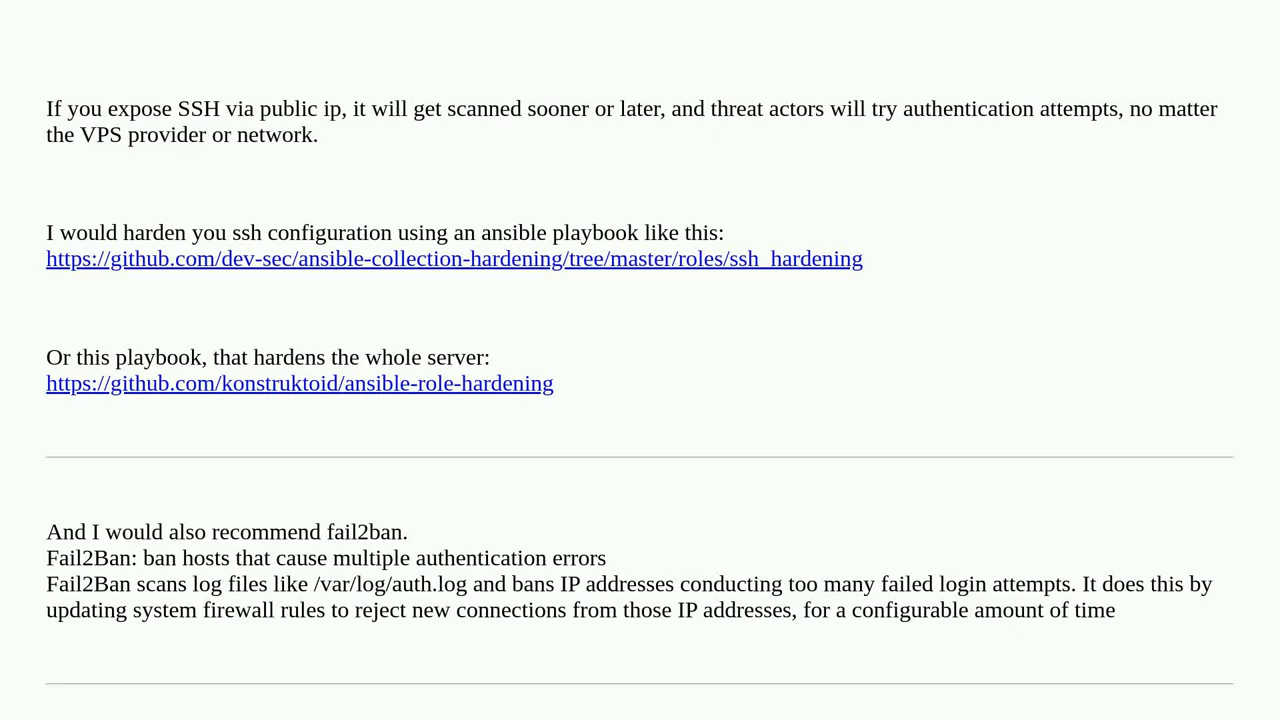 If you expose SSH via public ip, it will get scanned sooner or later, and threat actors will try authentication attempts, no matter
the VPS provider or network.
I would harden you ssh configuration using an ansible playbook like this:
https://github.com/dev-sec/ansible-collection-hardening/tree/master/roles/ssh_hardening
Or this playbook, that hardens the whole server:
https://github.com/konstruktoid/ansible-role-hardening
And I would also recommend fail2ban.
Fail2Ban: ban hosts that cause multiple authentication errors
Fail2Ban scans log files like /var/log/auth.log and bans IP addresses conducting too many failed login attempts. It does this by
updating system firewall rules to reject new connections from those IP addresses, for a configurable amount of time